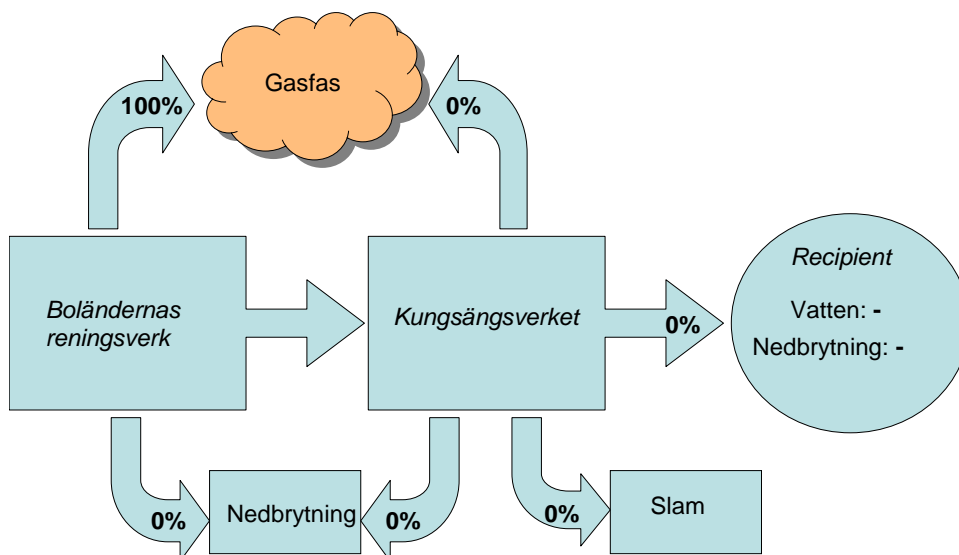 Gasfas
100%
0%
Boländernas
reningsverk
Kungsängsverket
0%
Recipient
Vatten: -
Nedbrytning: -
0%
Nedbrytning
0%
0%
Slam